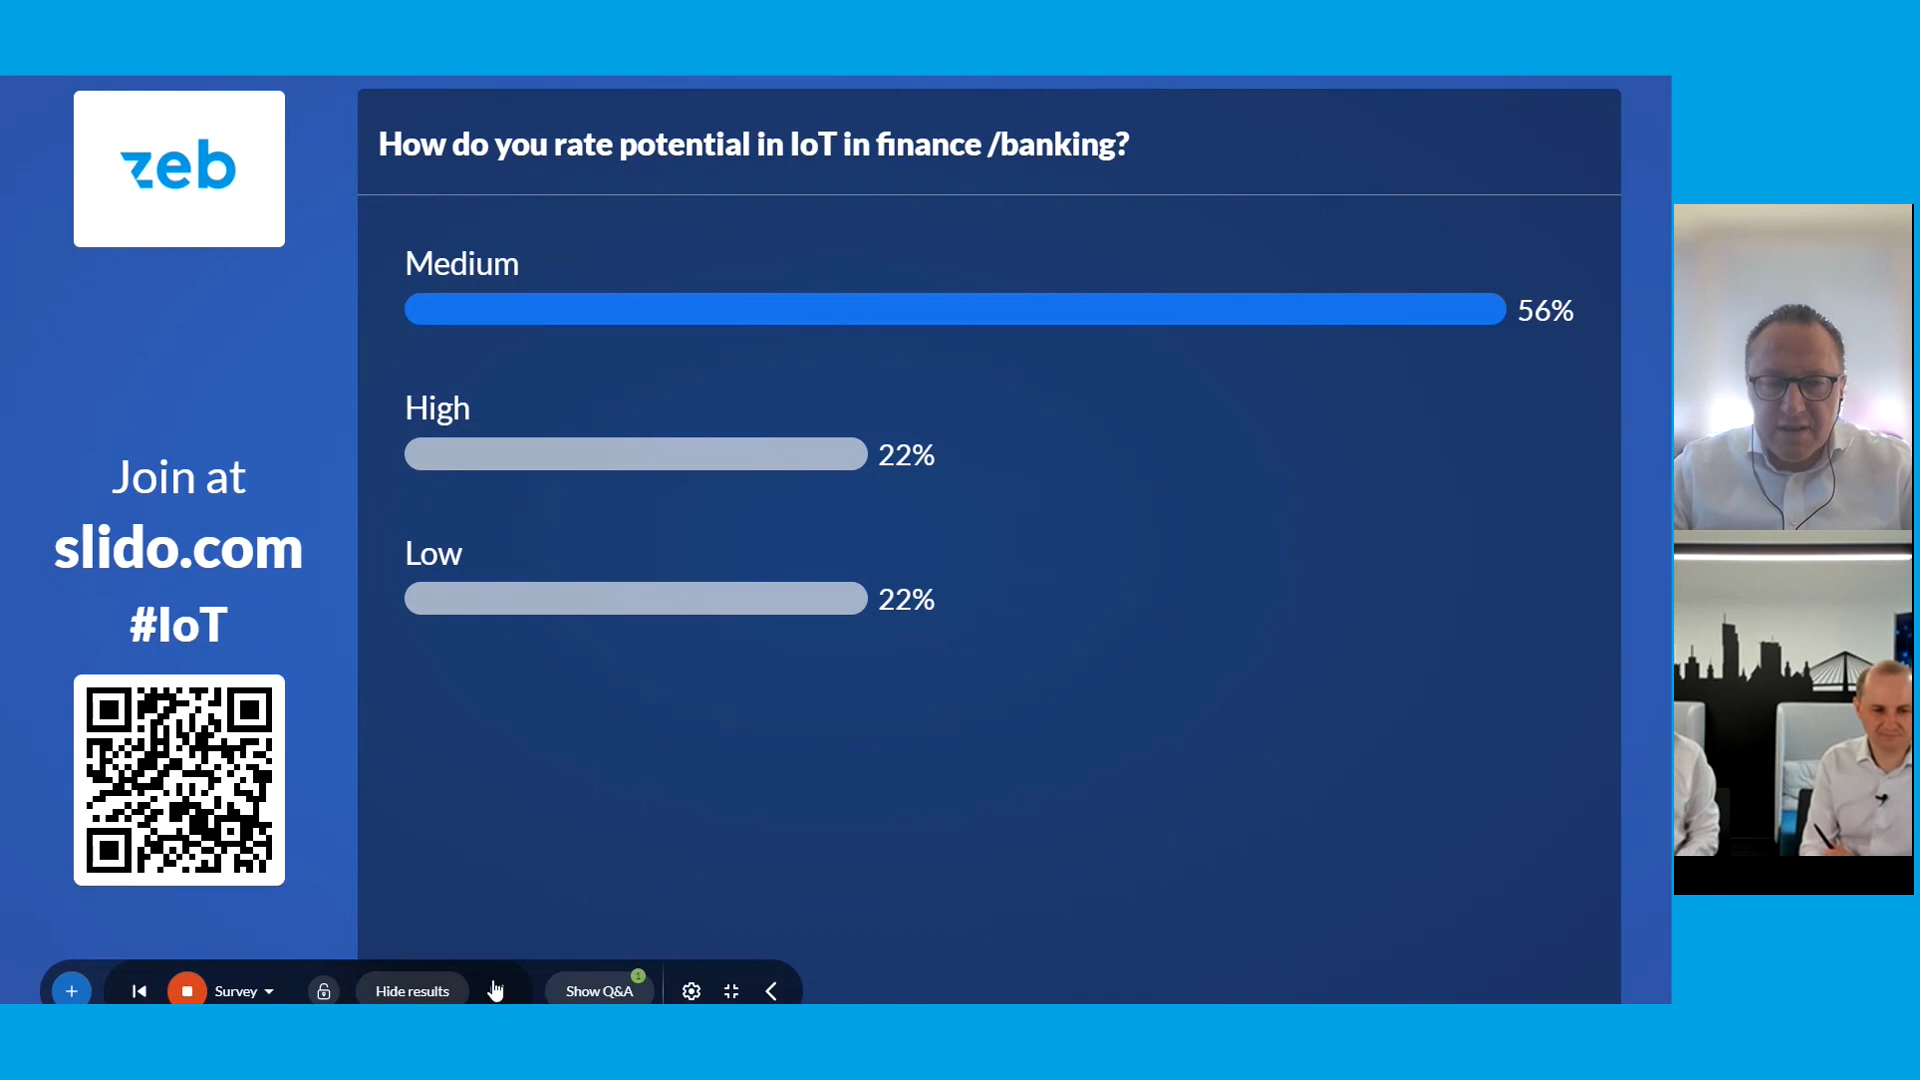 zeb
How do you rate potential in IoT in finance /banking?
Medium
56%
High
22%
Low
22%
Join at
slido.com
#IoT
Survey
Hide results
Show Q&A
1